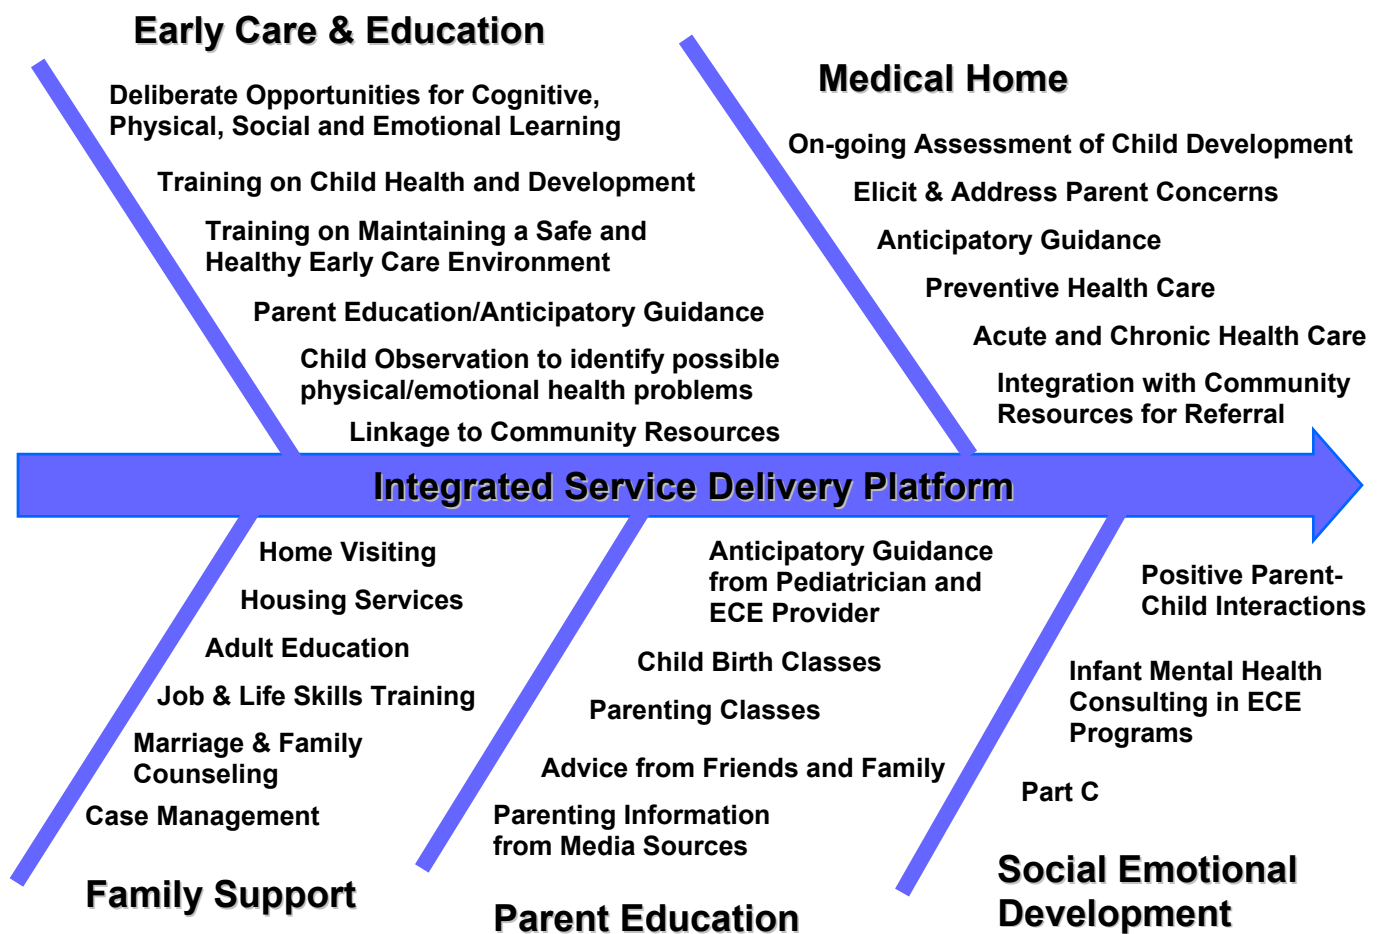 Early Care & Education
Deliberate Opportunities for Cognitive,
Physical, Social and Emotional Learning
Training on Child Health and Development
Training on Maintaining a Safe and
Healthy Early Care Environment
Parent Education/Anticipatory Guidance
Child Observation to identify possible
physical/emotional health problems
Linkage to Community Resources
Medical Home
On-going Assessment of Child Development
Elicit & Address Parent Concerns
Anticipatory Guidance
Preventive Health Care
Acute and Chronic Health Care
Integration with Community
Resources for Referral
Integrated Service Delivery Platform
Home Visiting
Housing Services
Adult Education
Job & Life Skills Training
Marriage & Family
Counseling
Case Management
Family Support
Anticipatory Guidance
from Pediatrician and
ECE Provider
Child Birth Classes
Parenting Classes
Advice from Friends and Family
Parenting Information
from Media Sources
Parent Education
Positive Parent-
Child Interactions
Infant Mental Health
Consulting in ECE
Programs
Part C
Social Emotional
Development